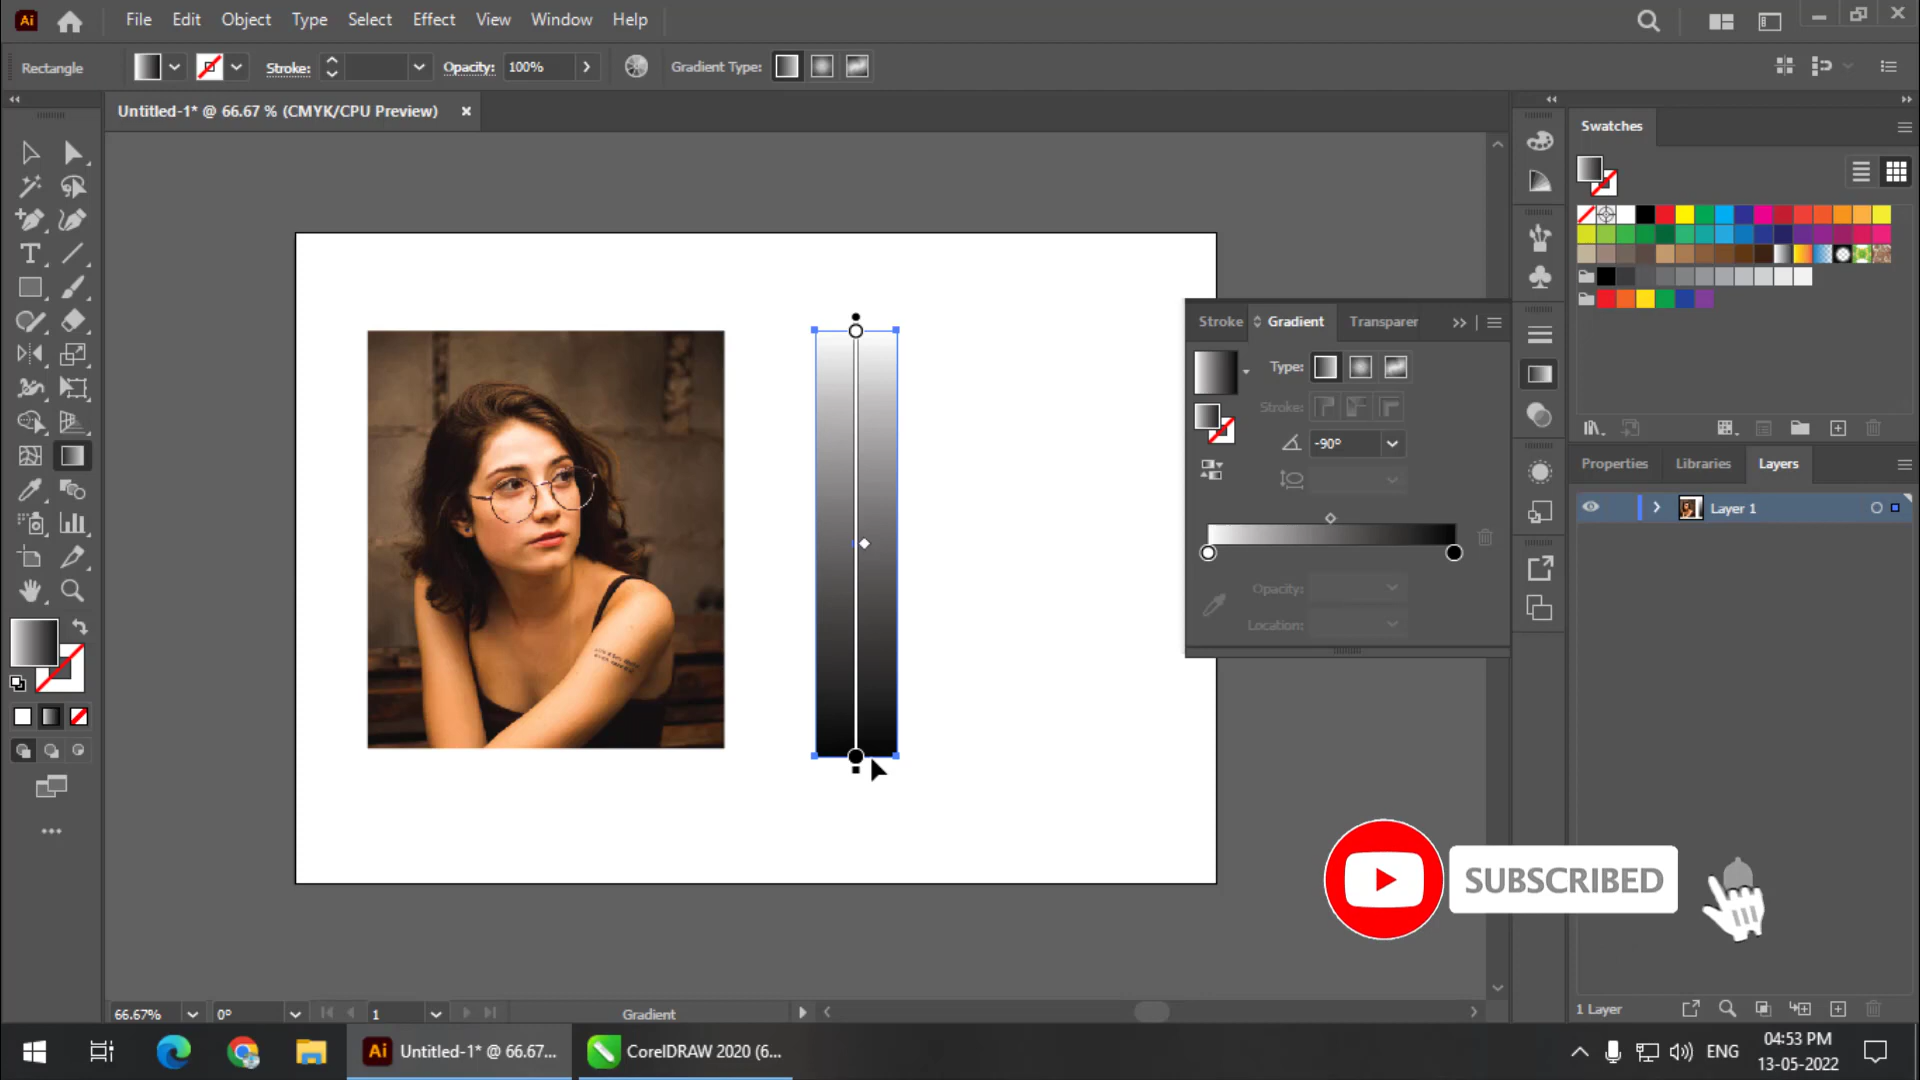 Ai
File Edit Object Type Select Effect View Window Help
Rectangle
Stroke:
Opacity: 100%
Gradient Type:
Untitled-1* @ 66.67 % (CMYK/CPU Preview)
Swatches
Stroke Gradient Transparer
Type:
Stroke:
-90°
Opacity:
Location:
Properties Libraries Layers
Layer 1
SUBSCRIBED
66.67% 0° 1 Gradient
1 Layer
Ai Untitled-1* @ 66.67...
CorelDRAW 2020 (6...
ENG
04:53 PM
13-05-2022